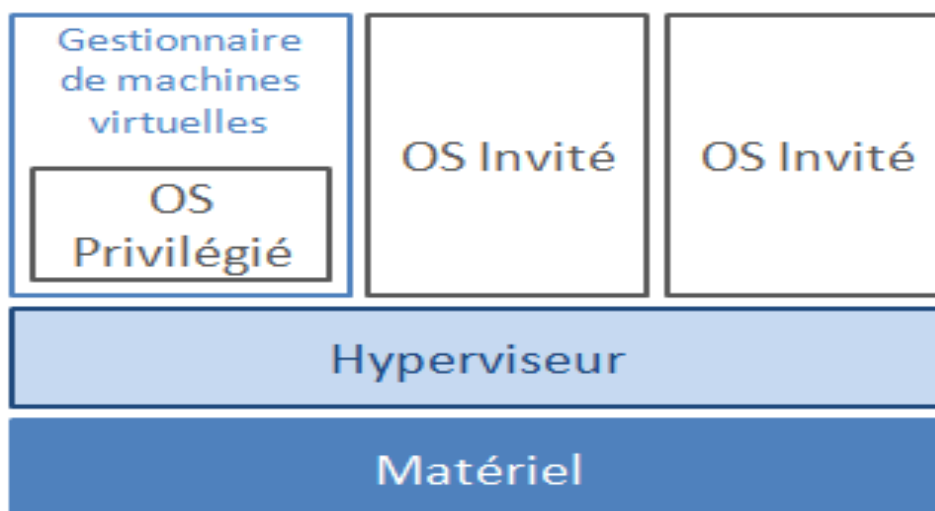 Gestionnaire
de machines
virtuelles
OS
Privilégié
OS Invité
OS Invité
Hyperviseur
Matériel